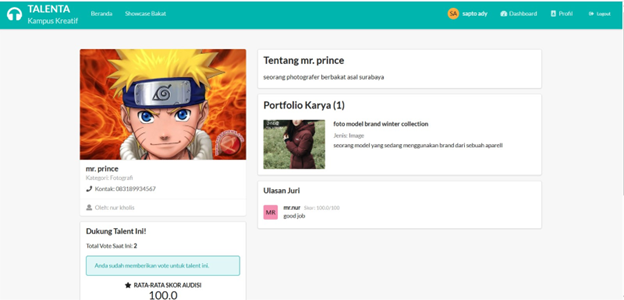 TALENTA
Kampus Kreatif
Beranda
Showcase Bakat
SA sapto ady
Dashboard
Profil
Logout
mr. prince
Kategori: Fotografi
Kontak: 083189934567
Oleh: nur kholis
Dukung Talent Ini!
Total Vote Saat Ini: 2
Anda sudah memberikan vote untuk talent ini.
RATA-RATA SKOR AUDISI
100.0
Tentang mr. prince
seorang photografer berbakat asal surabaya
Portfolio Karya (1)
foto model brand winter collection
Jenis: Image
seorang model yang sedang menggunakan brand dari sebuah apareli
Ulasan Juri
MR
mr.nur Skor: 100.0/100
good job